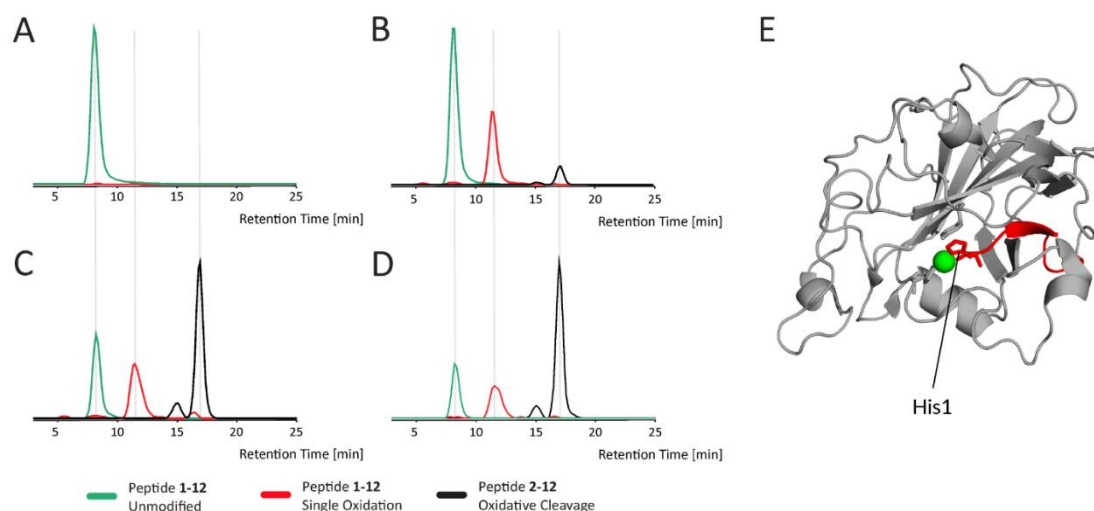 A
B
E
5 10 15 20 25
Retention Time [min]
5 10 15 20 25
Retention Time [min]
C
D
5 10 15 20 25
Retention Time [min]
5 10 15 20 25
Retention Time [min]
His1
Peptide 1-12
Unmodified
Peptide 1-12
Single Oxidation
Peptide 2-12
Oxidative Cleavage